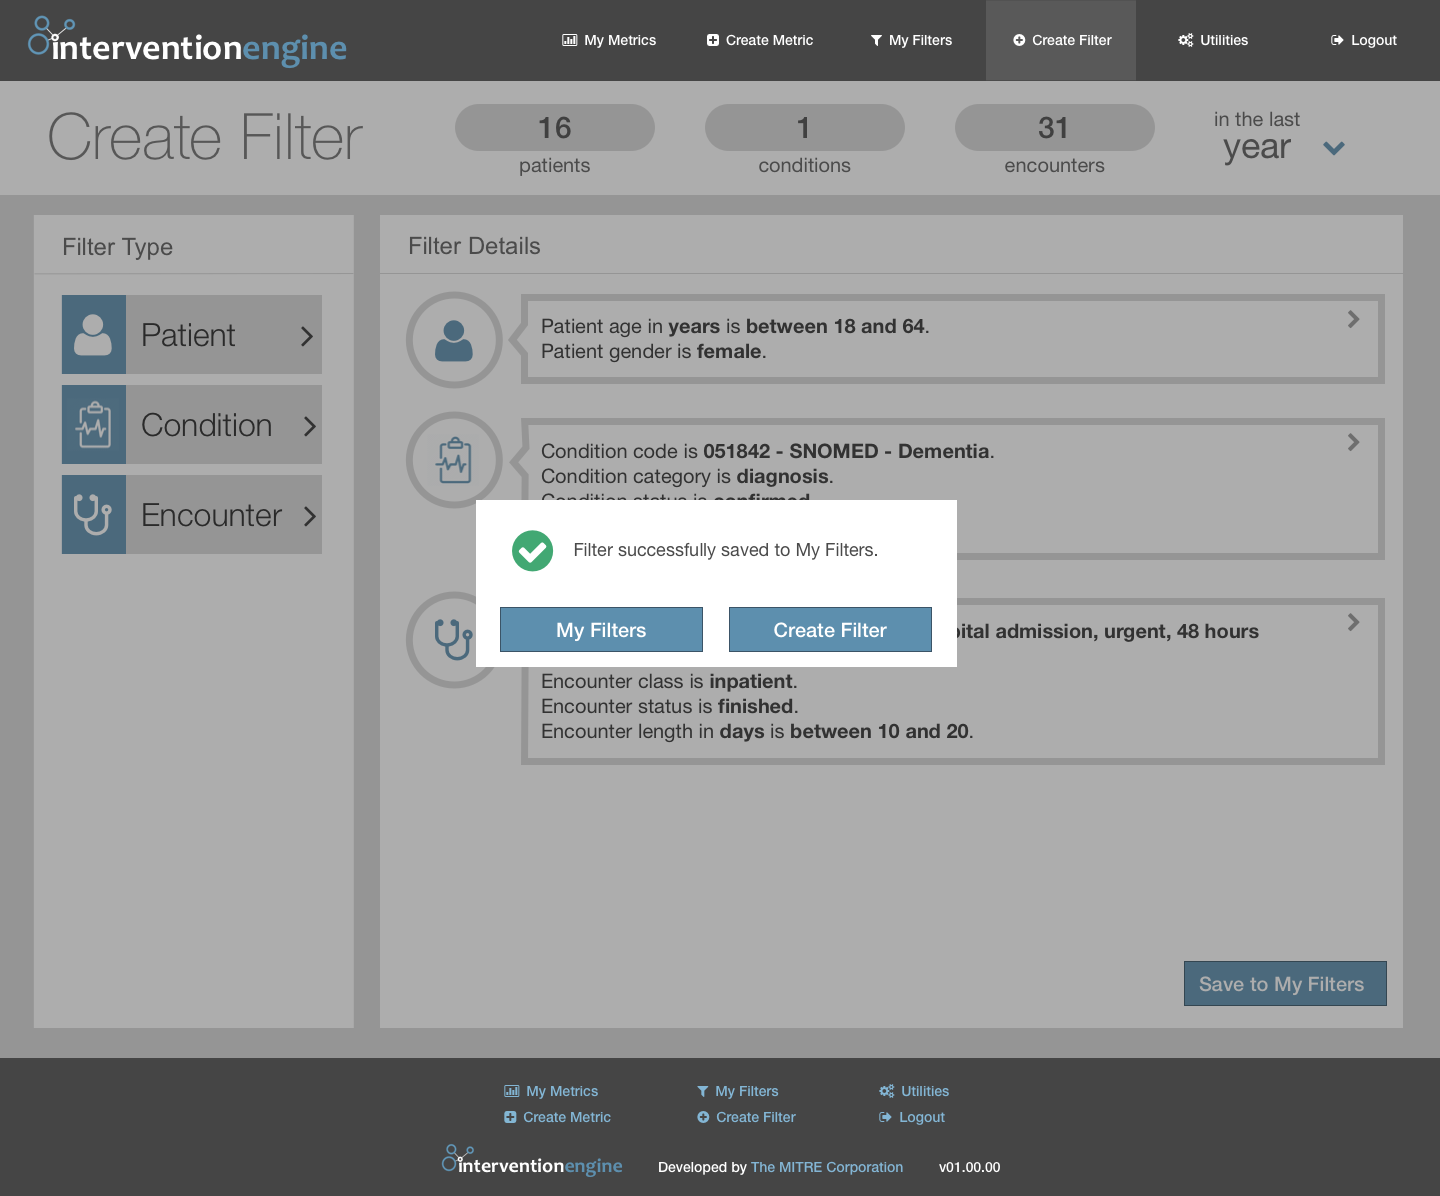 interventionengine
My Metrics
Create Metric
My Filters
Create Filter
Utilities
Logout
Create Filter
16
patients
1
conditions
31
encounters
in the last
year
Filter Type
Patient
Condition
Encounter
Filter Details
Patient age in years is between 18 and 64.
Patient gender is female.
Condition code is 051842 - SNOMED - Dementia.
Condition category is diagnosis.
Condition status is confirmed
Filter successfully saved to My Filters.
My Filters
Create Filter
admission, urgent, 48 hours
Encounter class is inpatient.
Encounter status is finished.
Encounter length in days is between 10 and 20.
Save to My Filters
My Metrics
My Filters
Utilities
Create Metric
Create Filter
Logout
interventionengine
Developed by The MITRE Corporation
v01.00.00